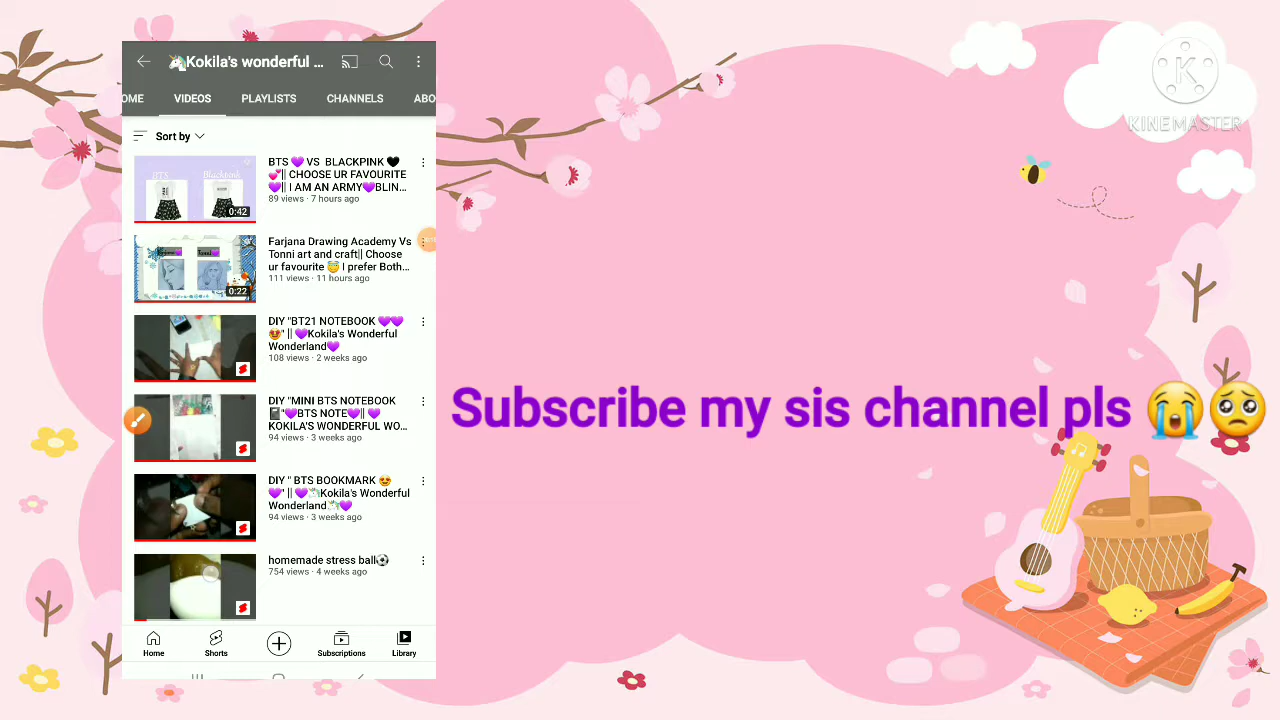 🦄Kokila's wonderful ...
OME VIDEOS PLAYLISTS CHANNELS ABO
Sort by
BTS 💜 VS BLACKPINK 🖤
💕|| CHOOSE UR FAVOURITE
💜|| I AM AN ARMY💜BLIN...
89 views · 7 hours ago
BTS Blackpink
0:42
Farjana Drawing Academy Vs
Tonni art and craft|| Choose
ur favourite 😇 I prefer Both...
111 views · 11 hours ago
0:22
DIY "BT21 NOTEBOOK 💜💜
😍" || 💜Kokila's Wonderful
Wonderland💜
108 views · 2 weeks ago
DIY "MINI BTS NOTEBOOK
📓"💜BTS NOTE💜|| 💜
KOKILA'S WONDERFUL WO...
94 views · 3 weeks ago
DIY " BTS BOOKMARK 😍
💜" || 💜🦄Kokila's Wonderful
Wonderland🦄💜
94 views · 3 weeks ago
homemade stress ball⚽
754 views · 4 weeks ago
Home Shorts Subscriptions Library
Subscribe my sis channel pls 😭🥺
K
KINEMASTER